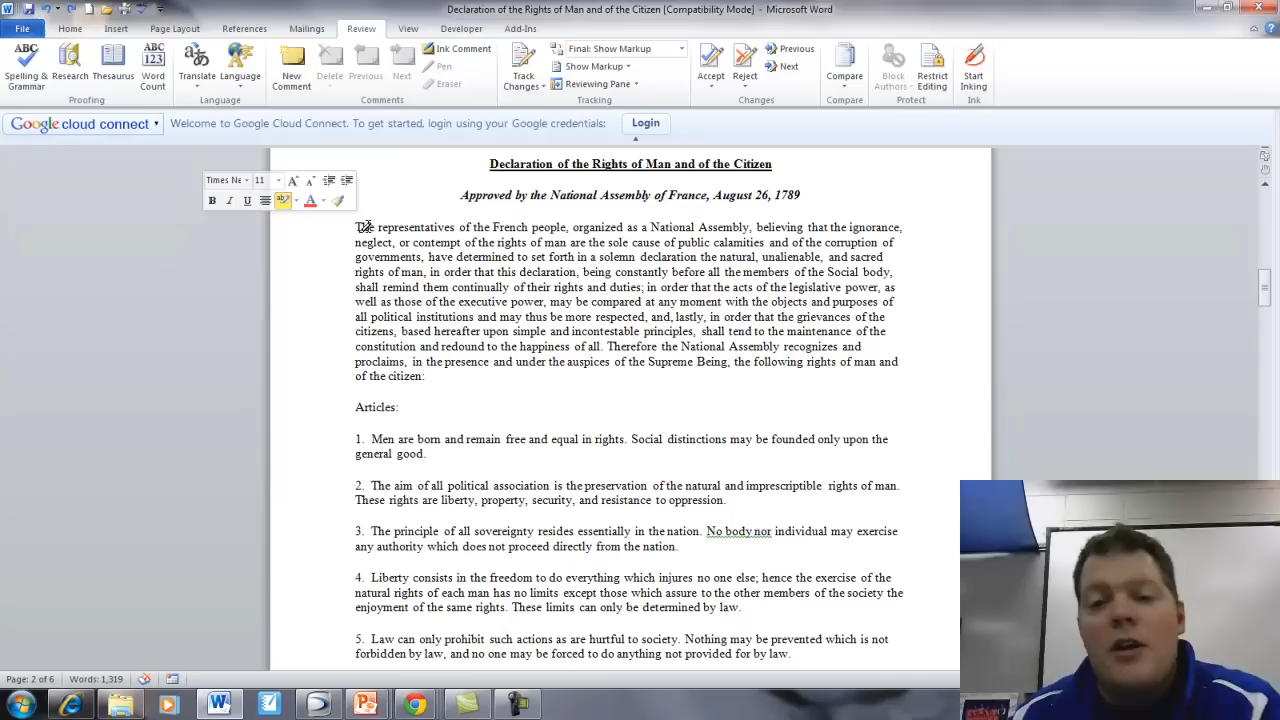 Declaration of the Rights of Man and of the Citizen [Compatibility Mode] - Microsoft Word
File Home Insert Page Layout References Mailings Review View Developer Add-Ins
Spelling & Grammar
Research
Thesaurus
Word Count
Proofing
Translate
Language
Language
New Comment
Delete
Previous
Next
Ink Comment
Pen
Eraser
Comments
Track Changes
Final: Show Markup
Show Markup
Reviewing Pane
Tracking
Accept
Reject
Previous
Next
Changes
Compare
Compare
Block Authors
Restrict Editing
Protect
Start Inking
Ink
Google cloud connect Welcome to Google Cloud Connect. To get started, login using your Google credentials: Login
Times Ne 11
Declaration of the Rights of Man and of the Citizen
Approved by the National Assembly of France, August 26, 1789
The representatives of the French people, organized as a National Assembly, believing that the ignorance,
neglect, or contempt of the rights of man are the sole cause of public calamities and of the corruption of
governments, have determined to set forth in a solemn declaration the natural, unalienable, and sacred
rights of man, in order that this declaration, being constantly before all the members of the Social body,
shall remind them continually of their rights and duties; in order that the acts of the legislative power, as
well as those of the executive power, may be compared at any moment with the objects and purposes of
all political institutions and may thus be more respected, and, lastly, in order that the grievances of the
citizens, based hereafter upon simple and incontestable principles, shall tend to the maintenance of the
constitution and redound to the happiness of all. Therefore the National Assembly recognizes and
proclaims, in the presence and under the auspices of the Supreme Being, the following rights of man and
of the citizen:
Articles:
1. Men are born and remain free and equal in rights. Social distinctions may be founded only upon the
general good.
2. The aim of all political association is the preservation of the natural and imprescriptible rights of man.
These rights are liberty, property, security, and resistance to oppression.
3. The principle of all sovereignty resides essentially in the nation. No body nor individual may exercise
any authority which does not proceed directly from the nation.
4. Liberty consists in the freedom to do everything which injures no one else; hence the exercise of the
natural rights of each man has no limits except those which assure to the other members of the society the
enjoyment of the same rights. These limits can only be determined by law.
5. Law can only prohibit such actions as are hurtful to society. Nothing may be prevented which is not
forbidden by law, and no one may be forced to do anything not provided for by law.
Page: 2 of 6 Words: 1,319